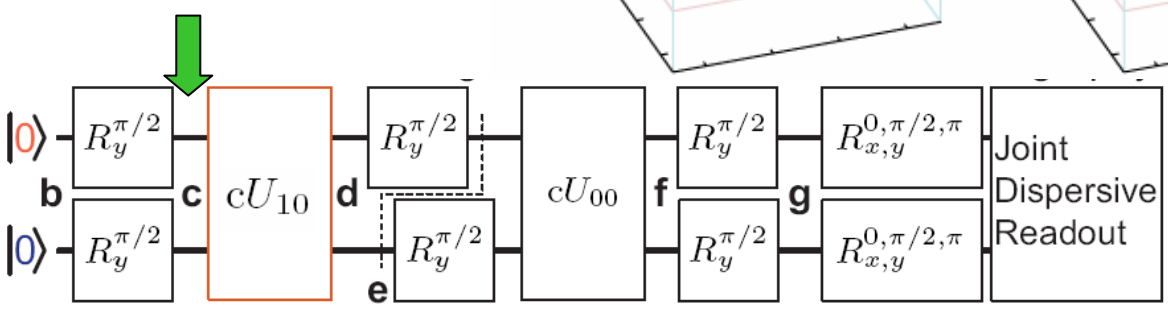 |0⟩ R_y^{π/2} c cU_{10} d R_y^{π/2} cU_{00} f R_y^{π/2} g R_{x,y}^{0,π/2,π} Joint
b Dispersive
|0⟩ R_y^{π/2} e R_y^{π/2} R_y^{π/2} R_{x,y}^{0,π/2,π} Readout